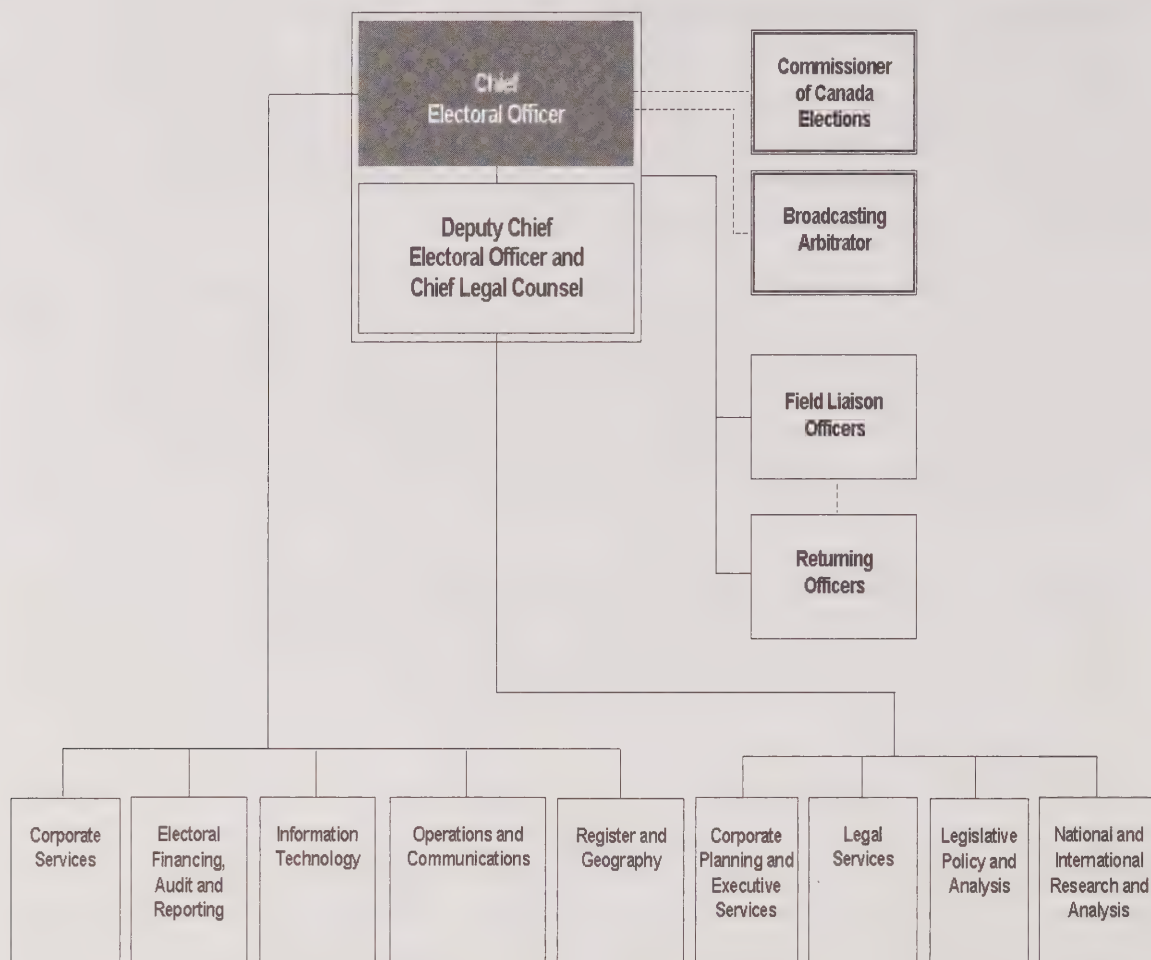 Chief
Electoral Officer
Deputy Chief
Electoral Officer and
Chief Legal Counsel
Commissioner
of Canada
Elections
Broadcasting
Arbitrator
Field Liaison
Officers
Returning
Officers
Corporate
Services
Electoral
Financing,
Audit and
Reporting
Information
Technology
Operations and
Communications
Register and
Geography
Corporate
Planning and
Executive
Services
Legal
Services
Legislative
Policy and
Analysis
National and
International
Research and
Analysis